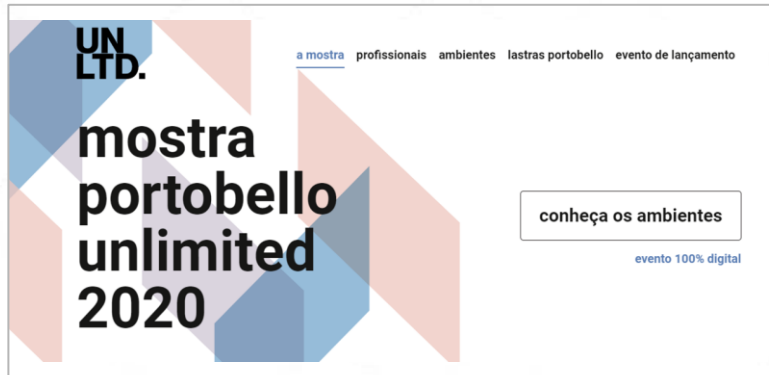 UN
LTD.
a mostra profissionais ambientes lastras portobello evento de lançamento
mostra
portobello
unlimited
2020
conheça os ambientes
evento 100% digital